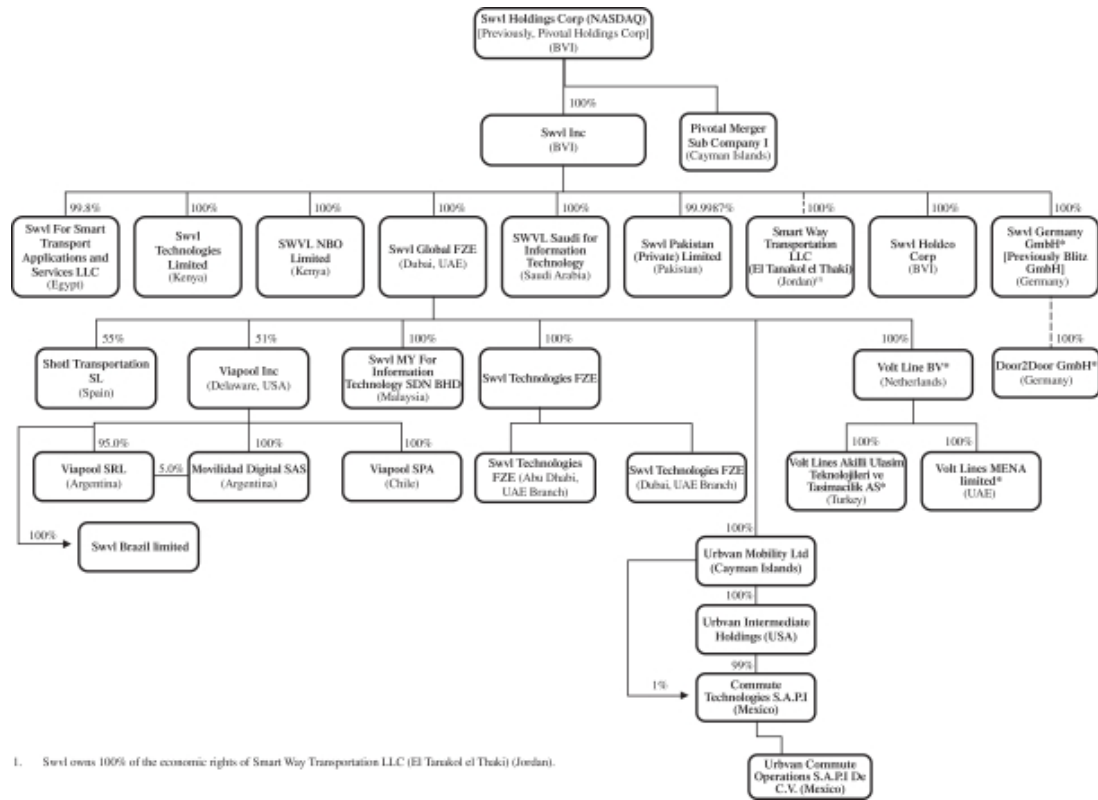 Swvl Holdings Corp (NASDAQ)
[Previously, Pivotal Holdings Corp]
(BVI)
100%
Swvl Inc
(BVI)
Pivotal Merger
Sub Company I
(Cayman Islands)
99.8%
100%
100%
100%
100%
99.9987%
100%
100%
100%
Swvl For Smart
Transport
Applications and
Services LLC
(Egypt)
Swvl
Technologies
Limited
(Kenya)
SWVL NBO
Limited
(Kenya)
Swvl Global FZE
(Dubai, UAE)
SWVL Saudi for
Information
Technology
(Saudi Arabia)
Swvl Pakistan
(Private) Limited
(Pakistan)
Smart Way
Transportation
LLC
(El Tanakol el Thaki)
(Jordan)⁽¹⁾
Swvl Holdco
Corp
(BVI)
Swvl Germany
GmbH*
[Previously Blitz
GmbH]
(Germany)
55%
51%
100%
100%
100%
100%
Shotl Transportation
SL
(Spain)
Viapool Inc
(Delaware, USA)
Swvl MY For
Information
Technology SDN BHD
(Malaysia)
Swvl Technologies FZE
Volt Line BV*
(Netherlands)
Door2Door GmbH*
(Germany)
95.0%
100%
100%
100%
100%
Viapool SRL
(Argentina)
5.0%
Movilidad Digital SAS
(Argentina)
Viapool SPA
(Chile)
Swvl Technologies
FZE (Abu Dhabi,
UAE Branch)
Swvl Technologies FZE
(Dubai, UAE Branch)
Volt Lines Akilli Ulasim
Teknolojileri ve
Tasimacilik AS*
(Turkey)
Volt Lines MENA
limited*
(UAE)
100%
Swvl Brazil limited
100%
Urbvan Mobility Ltd
(Cayman Islands)
100%
Urbvan Intermediate
Holdings (USA)
99%
1%
Commute
Technologies S.A.P.I
(Mexico)
Urbvan Commute
Operations S.A.P.I De
C.V. (Mexico)
1. Swvl owns 100% of the economic rights of Smart Way Transportation LLC (El Tanakol el Thaki) (Jordan).